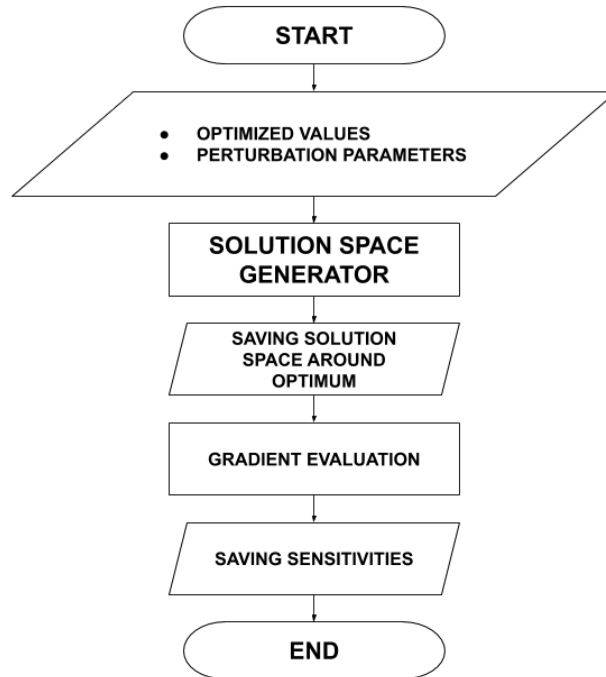 START
● OPTIMIZED VALUES
● PERTURBATION PARAMETERS
SOLUTION SPACE
GENERATOR
SAVING SOLUTION
SPACE AROUND
OPTIMUM
GRADIENT EVALUATION
SAVING SENSITIVITIES
END